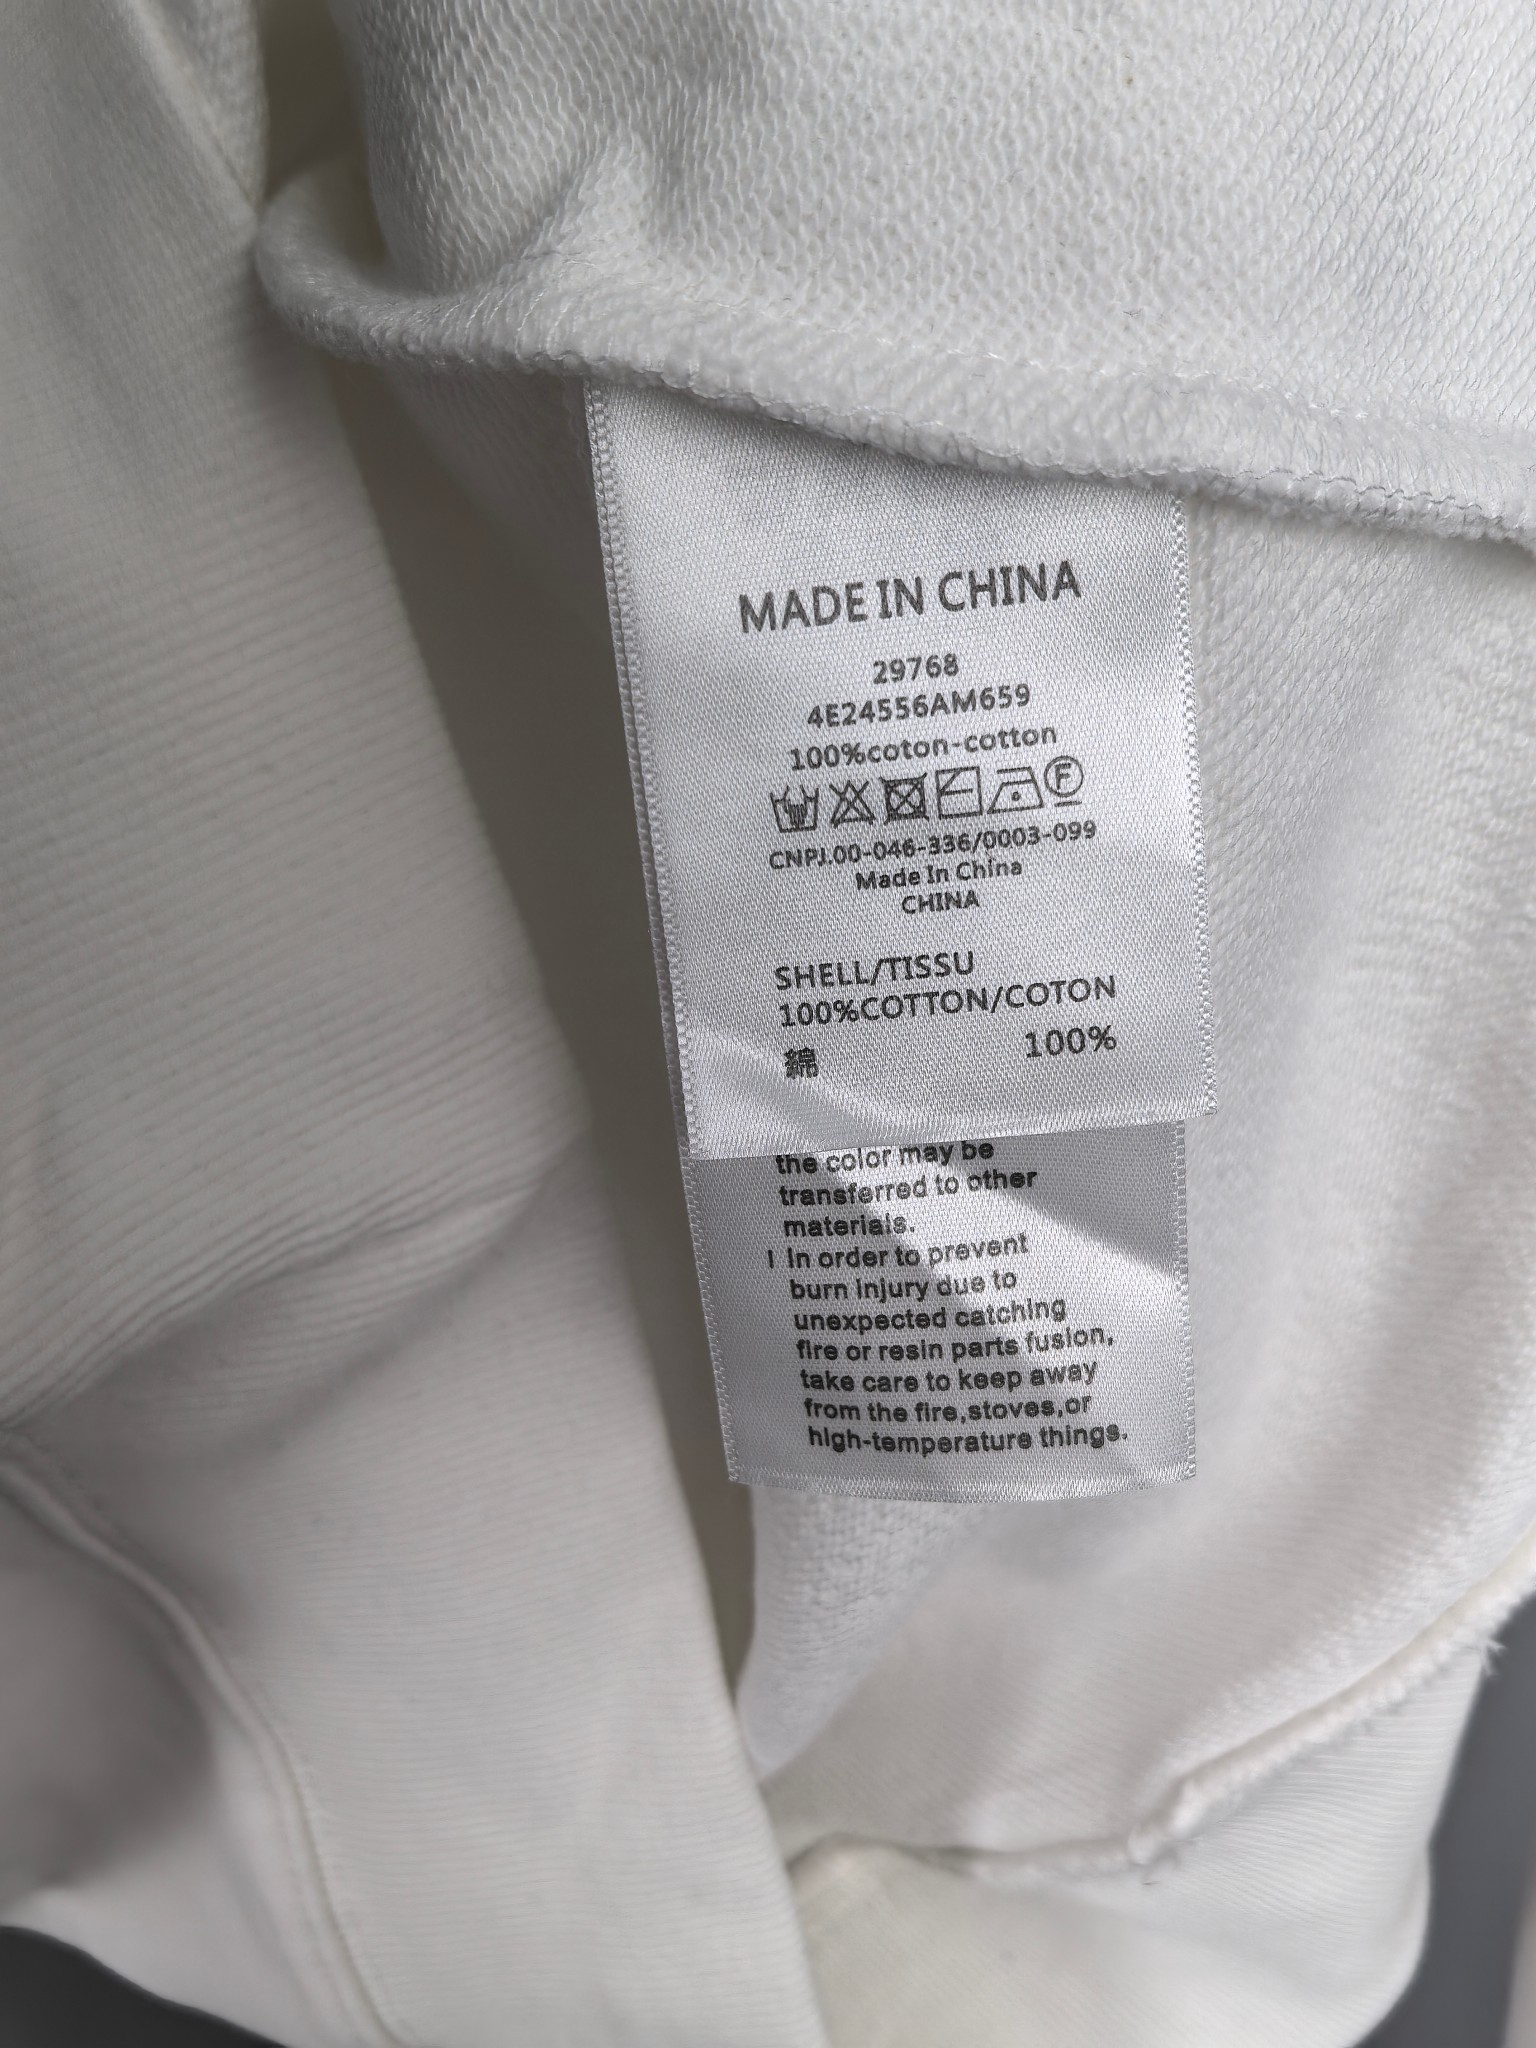 MADE IN CHINA
29768
4E24556AM659
100%coton-cotton
F
CNPJ.00-046-336/0003-099
Made In China
CHINA
SHELL/TISSU
100%COTTON/COTON
綿 100%
the color may be
transferred to other
materials.
l In order to prevent
burn injury due to
unexpected catching
fire or resin parts fusion,
take care to keep away
from the fire,stoves,or
high-temperature things.